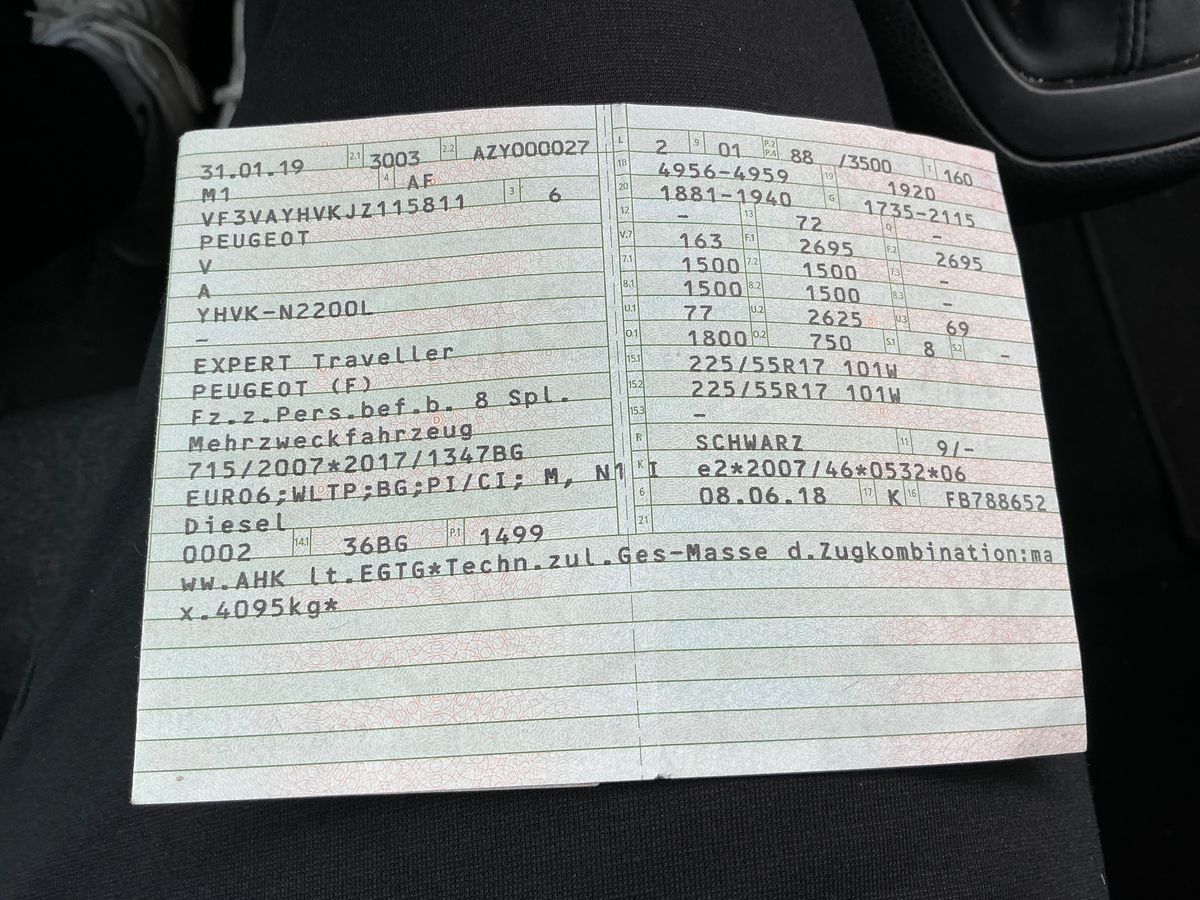 31.01.19 2.1 3003 2.2 AZY000027
M1 4 AF
VF3VAYHVKJZ115811 3 6
PEUGEOT
V
A
YHVK-N2200L
–
EXPERT Traveller
PEUGEOT (F)
Fz.z.Pers.bef.b. 8 Spl.
Mehrzweckfahrzeug
715/2007*2017/1347BG
EURO6;WLTP;BG;PI/CI; M, N1 I
Diesel
0002 14.1 36BG P.1 1499
L 2 9 01 P.2 P.4 88 /3500 T 160
18 4956-4959 19 1920
20 1881-1940 G 1735-2115
12 – 13 72 Q –
V.7 163 F.1 2695 F.2 2695
7.1 1500 7.2 1500 7.3 –
8.1 1500 8.2 1500 8.3 –
U.1 77 U.2 2625 U.3 69
O.1 1800 O.2 750 S.1 8 S.2 –
15.1 225/55R17 101W
15.2 225/55R17 101W
15.3 –
R SCHWARZ 11 9/-
K e2*2007/46*0532*06
6 08.06.18 17 K 16 FB788652
21
ww.AHK lt.EGTG*Techn.zul.Ges-Masse d.Zugkombination:ma
x.4095kg*